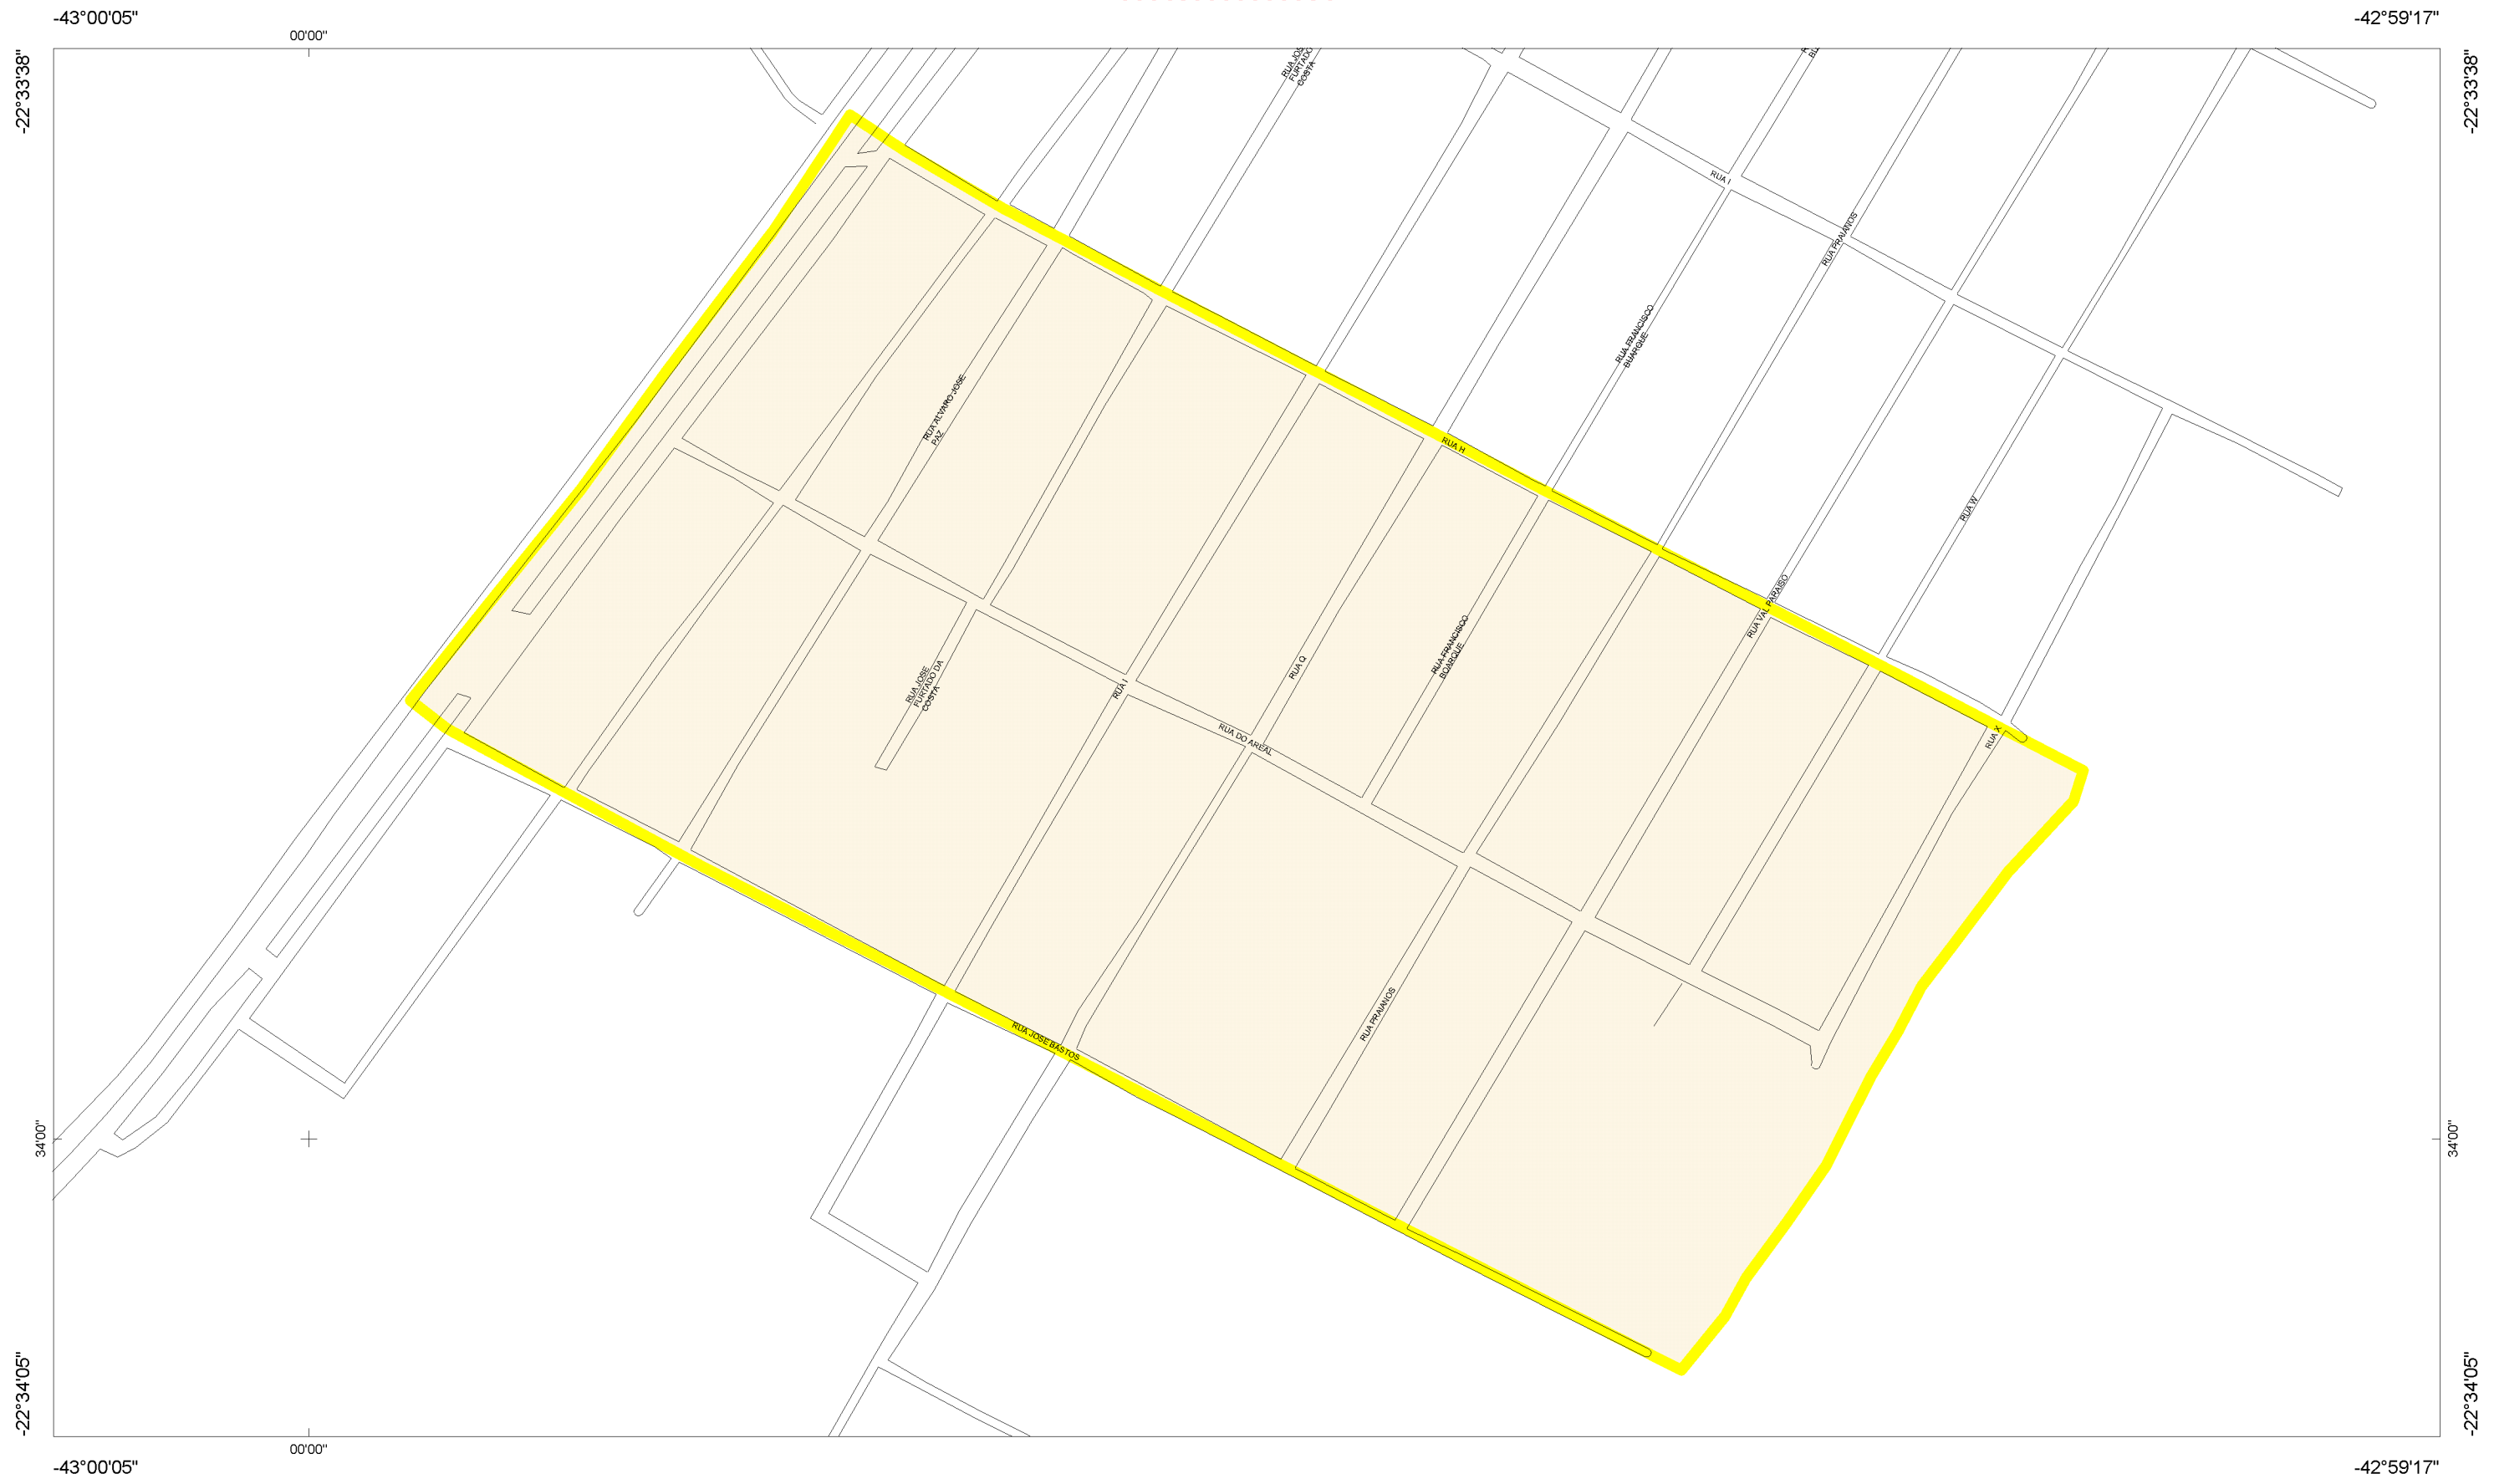 -43°00'05"
-42°59'17"
00'00"
-22°33'38"
-22°33'38"
RUA JOSE
FURTADO
COSTA
RUA I
RUA PRAIANOS
RUA FRANCISCO
BUARQUE
RUA ALVARO JOSE
PAZ
RUA H
RUA W
RUA VAL PARAISO
RUA FRANCISCO
BOARQUE
RUA Q
RUA JOSE
FURTADO DA
COSTA
RUA I
RUA DO AREAL
RUA X
RUA PRAIANOS
RUA JOSE BASTOS
34'00"
34'00"
-22°34'05"
-22°34'05"
00'00"
-43°00'05"
-42°59'17"